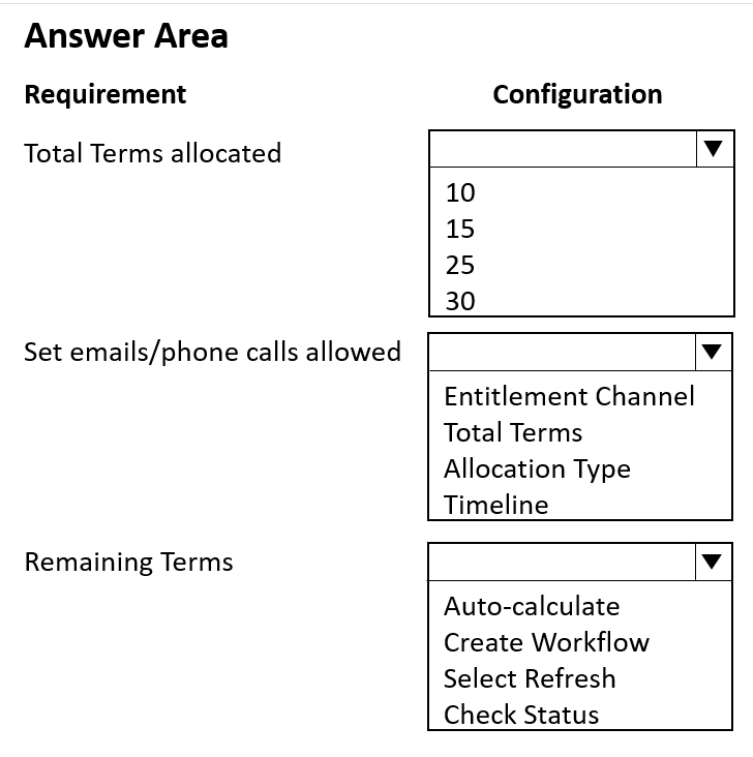 Answer Area
Requirement Configuration
Total Terms allocated
10
15
25
30
Set emails/phone calls allowed
Entitlement Channel
Total Terms
Allocation Type
Timeline
Remaining Terms
Auto-calculate
Create Workflow
Select Refresh
Check Status